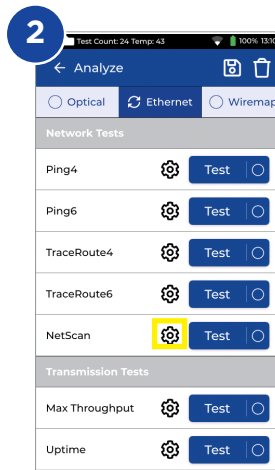 2
Test Count: 24 Temp: 43 100% 13:10
Analyze
Optical Ethernet Wiremap
Network Tests
Ping4 Test
Ping6 Test
TraceRoute4 Test
TraceRoute6 Test
NetScan Test
Transmission Tests
Max Throughput Test
Uptime Test